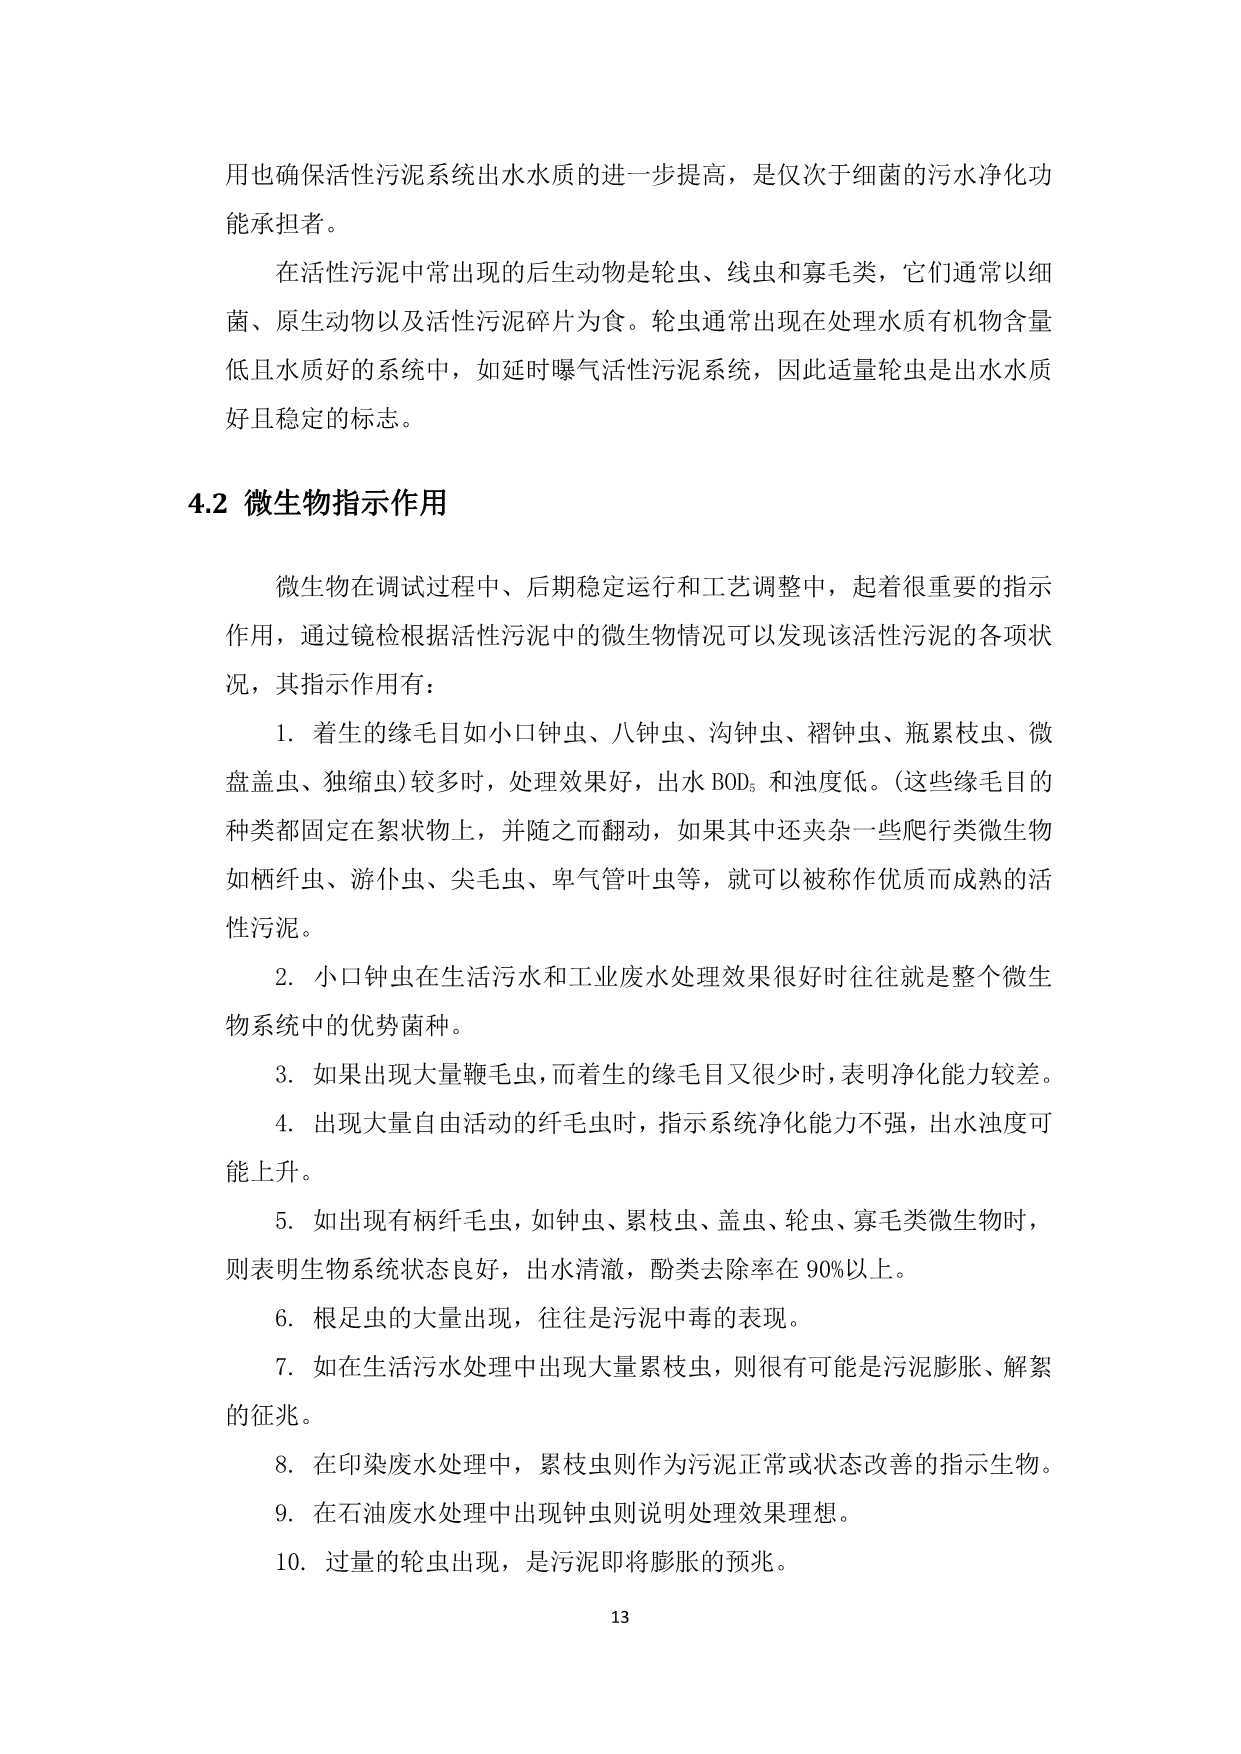 用也确保活性污泥系统出水水质的进一步提高，是仅次于细菌的污水净化功
能承担者。
在活性污泥中常出现的后生动物是轮虫、线虫和寡毛类，它们通常以细
菌、原生动物以及活性污泥碎片为食。轮虫通常出现在处理水质有机物含量
低且水质好的系统中，如延时曝气活性污泥系统，因此适量轮虫是出水水质
好且稳定的标志。
4.2 微生物指示作用
微生物在调试过程中、后期稳定运行和工艺调整中，起着很重要的指示
作用，通过镜检根据活性污泥中的微生物情况可以发现该活性污泥的各项状
况，其指示作用有：
1. 着生的缘毛目如小口钟虫、八钟虫、沟钟虫、褶钟虫、瓶累枝虫、微
盘盖虫、独缩虫)较多时，处理效果好，出水 BOD₅ 和浊度低。(这些缘毛目的
种类都固定在絮状物上，并随之而翻动，如果其中还夹杂一些爬行类微生物
如栖纤虫、游仆虫、尖毛虫、卑气管叶虫等，就可以被称作优质而成熟的活
性污泥。
2. 小口钟虫在生活污水和工业废水处理效果很好时往往就是整个微生
物系统中的优势菌种。
3. 如果出现大量鞭毛虫，而着生的缘毛目又很少时，表明净化能力较差。
4. 出现大量自由活动的纤毛虫时，指示系统净化能力不强，出水浊度可
能上升。
5. 如出现有柄纤毛虫，如钟虫、累枝虫、盖虫、轮虫、寡毛类微生物时，
则表明生物系统状态良好，出水清澈，酚类去除率在 90%以上。
6. 根足虫的大量出现，往往是污泥中毒的表现。
7. 如在生活污水处理中出现大量累枝虫，则很有可能是污泥膨胀、解絮
的征兆。
8. 在印染废水处理中，累枝虫则作为污泥正常或状态改善的指示生物。
9. 在石油废水处理中出现钟虫则说明处理效果理想。
10. 过量的轮虫出现，是污泥即将膨胀的预兆。
13